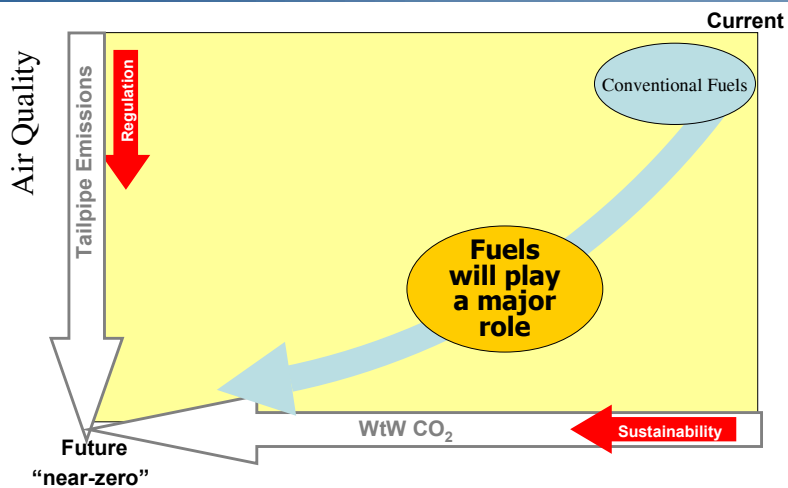 Current
Air Quality
Tailpipe Emissions
Regulation
Conventional Fuels
Fuels
will play
a major
role
WtW CO₂
Sustainability
Future
“near-zero”